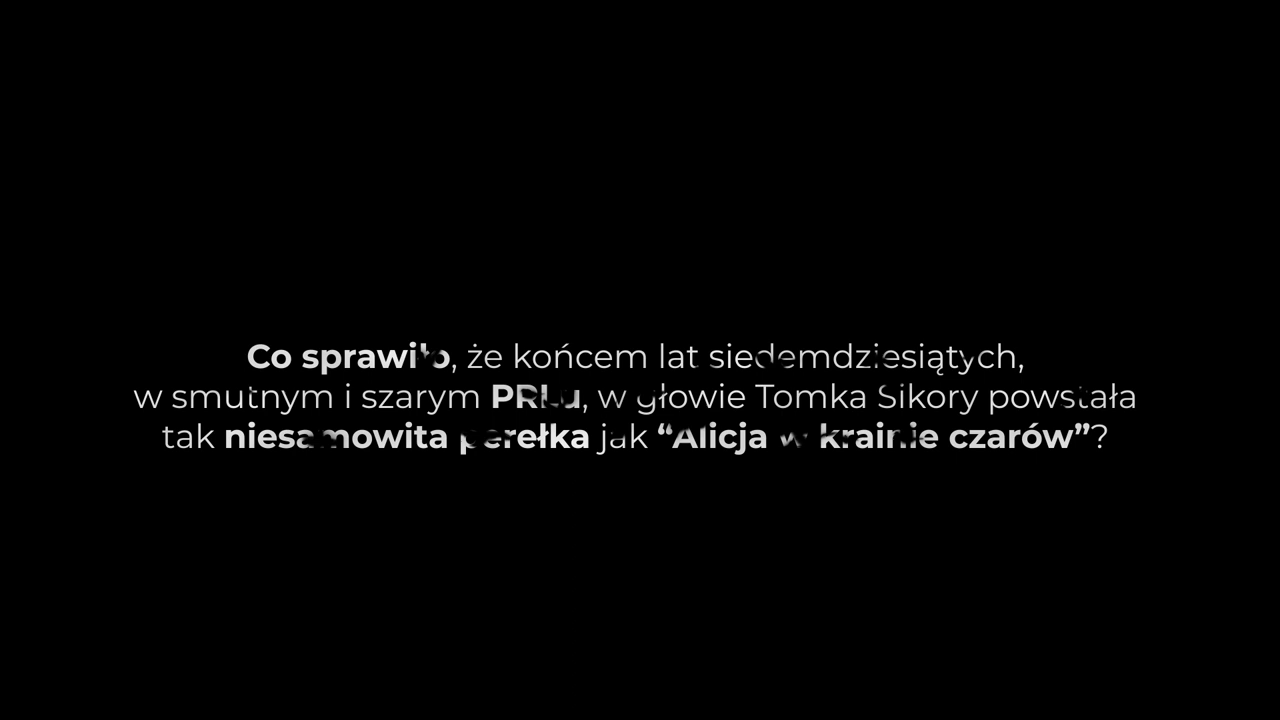 Co sprawiło, że końcem lat siedemdziesiątych,
w smutnym i szarym PRLu, w głowie Tomka Sikory powstała
tak niesamowita perełka jak “Alicja w krainie czarów”?